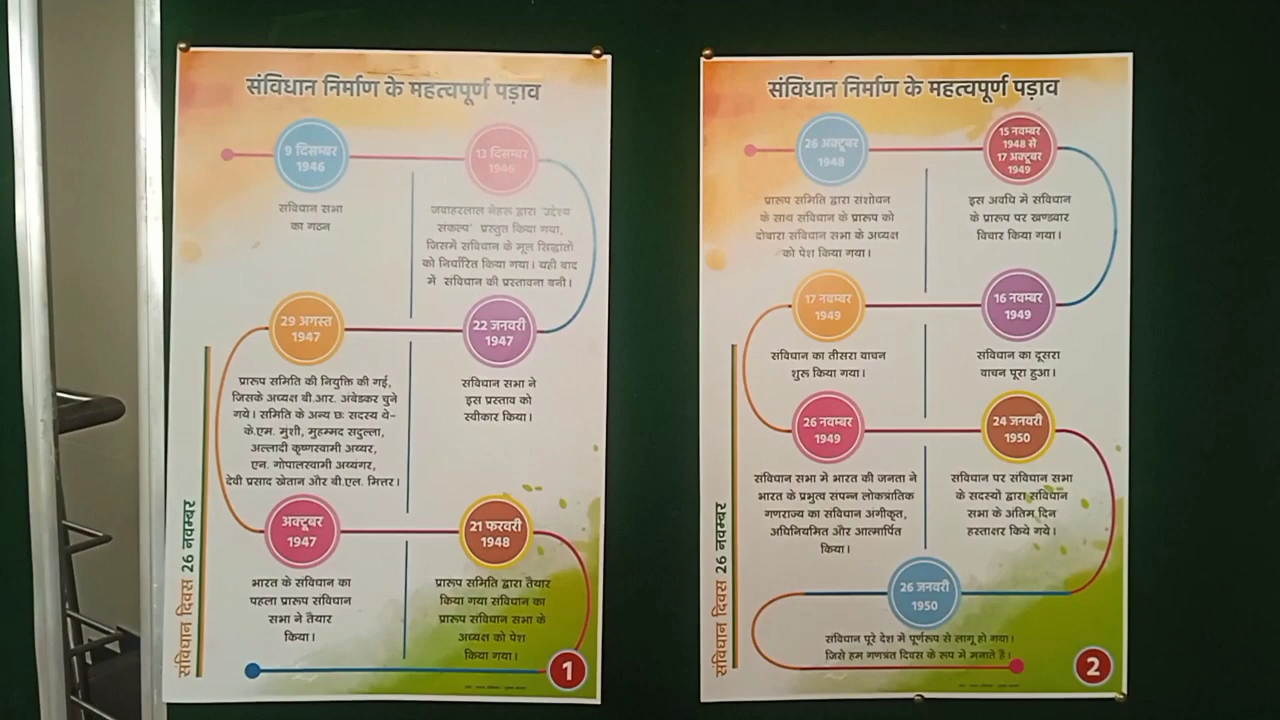 संविधान निर्माण के महत्वपूर्ण पड़ाव
9 दिसम्बर
1946
संविधान सभा
का गठन
13 दिसम्बर
1946
जवाहरलाल नेहरू द्वारा 'उद्देश्य
संकल्प' प्रस्तुत किया गया,
जिसमें संविधान के मूल सिद्धांतों
को निर्धारित किया गया। यही बाद
में संविधान की प्रस्तावना बनी।
22 जनवरी
1947
संविधान सभा ने
इस प्रस्ताव को
स्वीकार किया।
29 अगस्त
1947
प्रारूप समिति की नियुक्ति की गई,
जिसके अध्यक्ष बी.आर. अंबेडकर चुने
गये। समिति के अन्य छः सदस्य थे-
के.एम. मुंशी, मुहम्मद सदुल्ला,
अल्लादी कृष्णस्वामी अय्यर,
एन. गोपालस्वामी अय्यंगर,
देवी प्रसाद खेतान और बी.एल. मित्तर।
अक्टूबर
1947
भारत के संविधान का
पहला प्रारूप संविधान
सभा ने तैयार
किया।
21 फरवरी
1948
प्रारूप समिति द्वारा तैयार
किया गया संविधान का
प्रारूप संविधान सभा के
अध्यक्ष को पेश
किया गया।
संविधान दिवस 26 नवम्बर
1
संविधान निर्माण के महत्वपूर्ण पड़ाव
26 अक्टूबर
1948
प्रारूप समिति द्वारा संशोधन
के साथ संविधान के प्रारूप को
दोबारा संविधान सभा के अध्यक्ष
को पेश किया गया।
15 नवम्बर
1948 से
17 अक्टूबर
1949
इस अवधि में संविधान
के प्रारूप पर खण्डवार
विचार किया गया।
16 नवम्बर
1949
संविधान का दूसरा
वाचन पूरा हुआ।
17 नवम्बर
1949
संविधान का तीसरा वाचन
शुरू किया गया।
26 नवम्बर
1949
संविधान सभा में भारत की जनता ने
भारत के प्रभुत्व संपन्न लोकत्रांतिक
गणराज्य का संविधान अंगीकृत,
अधिनियमित और आत्मार्पित
किया।
24 जनवरी
1950
संविधान पर संविधान सभा
के सदस्यों द्वारा संविधान
सभा के अंतिम दिन
हस्ताक्षर किये गये।
26 जनवरी
1950
संविधान पूरे देश में पूर्णरूप से लागू हो गया।
जिसे हम गणत्रंत दिवस के रूप में मनाते है।
संविधान दिवस 26 नवम्बर
2